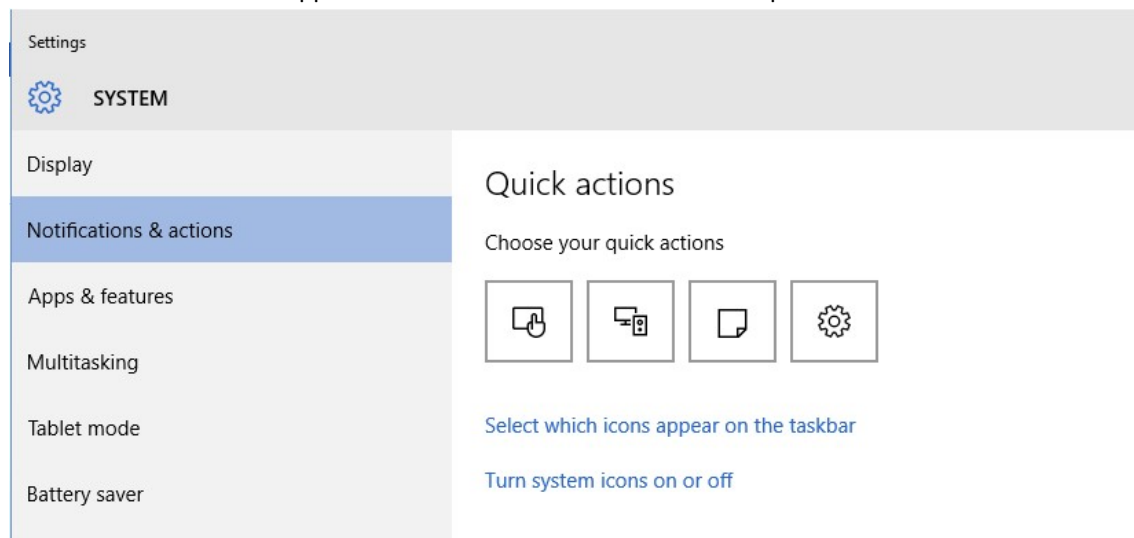 Settings
SYSTEM
Display
Notifications & actions
Apps & features
Multitasking
Tablet mode
Battery saver
Quick actions
Choose your quick actions
Select which icons appear on the taskbar
Turn system icons on or off